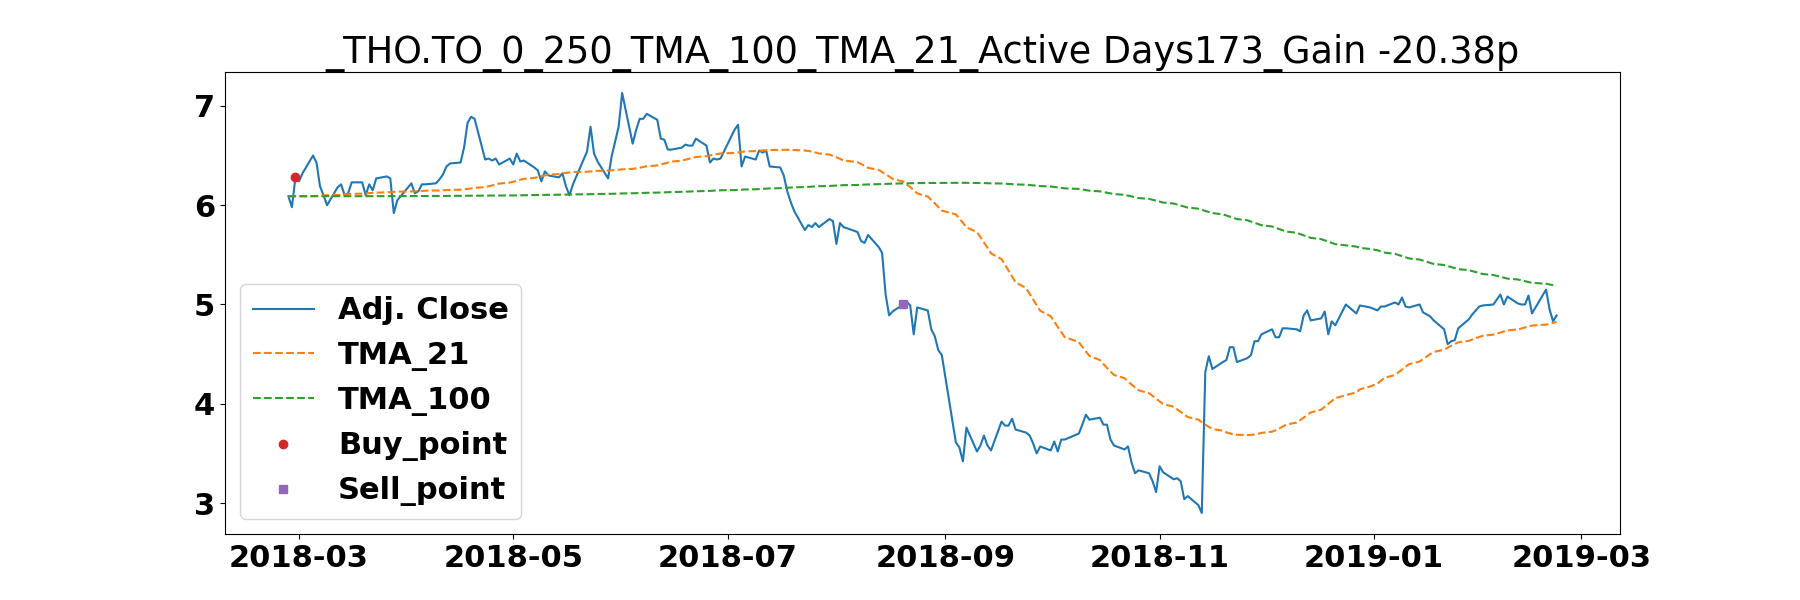 _THO.TO_0_250_TMA_100_TMA_21_Active Days173_Gain -20.38p
7
6
5
4
3
Adj. Close
TMA_21
TMA_100
Buy_point
Sell_point
2018-03 2018-05 2018-07 2018-09 2018-11 2019-01 2019-03